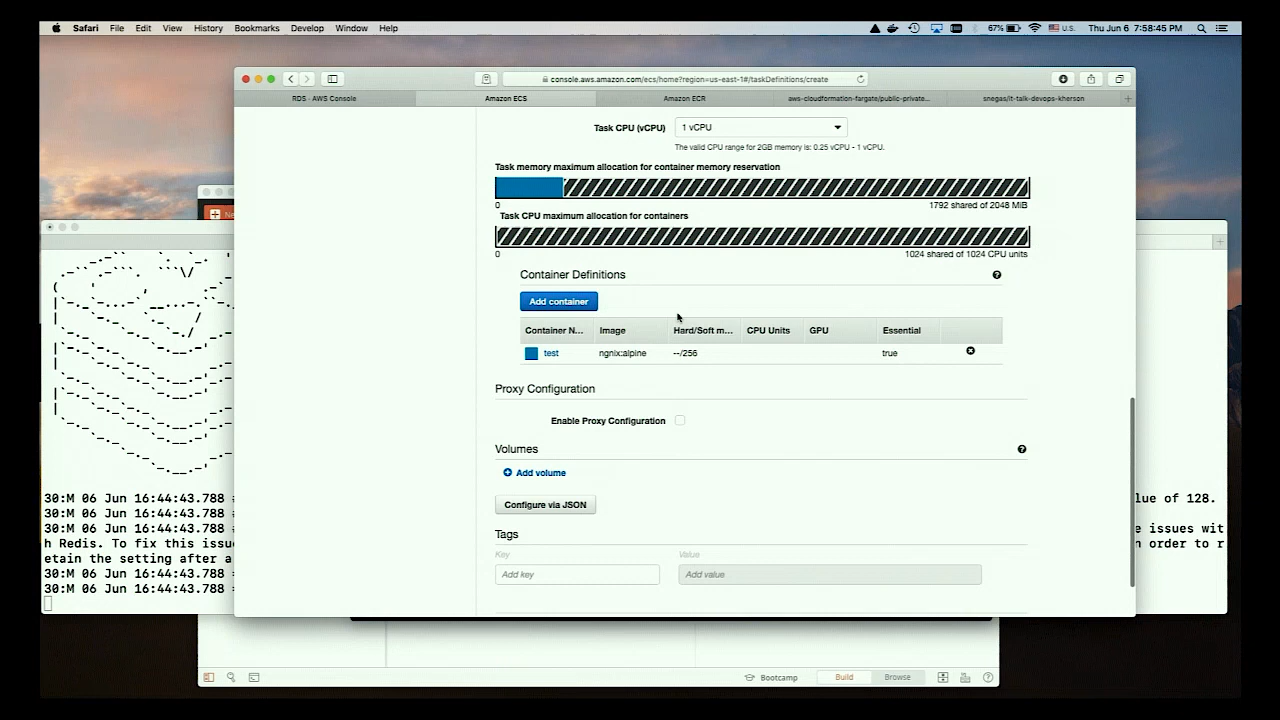 Safari File Edit View History Bookmarks Develop Window Help
67% U.S. Thu Jun 6 7:58:45 PM
console.aws.amazon.com/ecs/home?region=us-east-1#/taskDefinitions/create
RDS · AWS Console
Amazon ECS
Amazon ECR
aws-cloudformation-fargate/public-private...
snegas/it-talk-devops-kherson
Task CPU (vCPU)
1 vCPU
The valid CPU range for 2GB memory is: 0.25 vCPU - 1 vCPU.
Task memory maximum allocation for container memory reservation
0
1792 shared of 2048 MiB
Task CPU maximum allocation for containers
0
1024 shared of 1024 CPU units
Container Definitions
Add container
Container N... Image Hard/Soft m... CPU Units GPU Essential
test ngnix:alpine --/256 true
Proxy Configuration
Enable Proxy Configuration
Volumes
Add volume
Configure via JSON
Tags
Key
Value
Add key
Add value
30:M 06 Jun 16:44:43.788 #
lue of 128.
30:M 06 Jun 16:44:43.788 #
30:M 06 Jun 16:44:43.788 #
e issues wit
h Redis. To fix this issu
n order to r
etain the setting after a
30:M 06 Jun 16:44:43.788
30:M 06 Jun 16:44:43.788
Bootcamp
Build
Browse